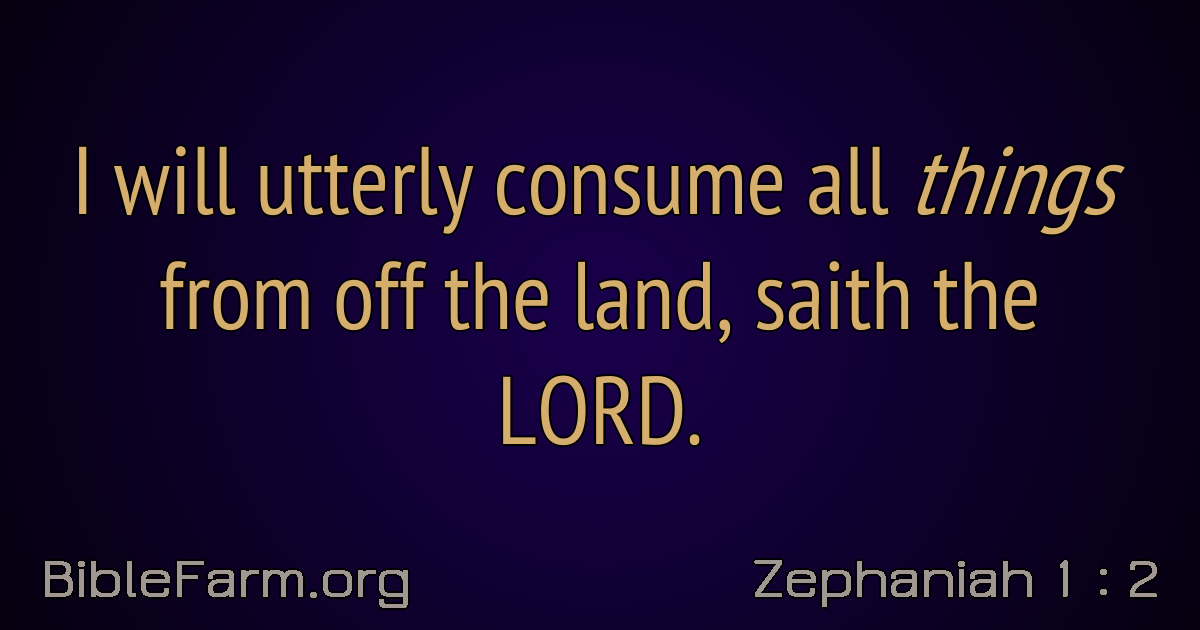 I will utterly consume all things
from off the land, saith the
LORD.
BibleFarm.org
Zephaniah 1 : 2